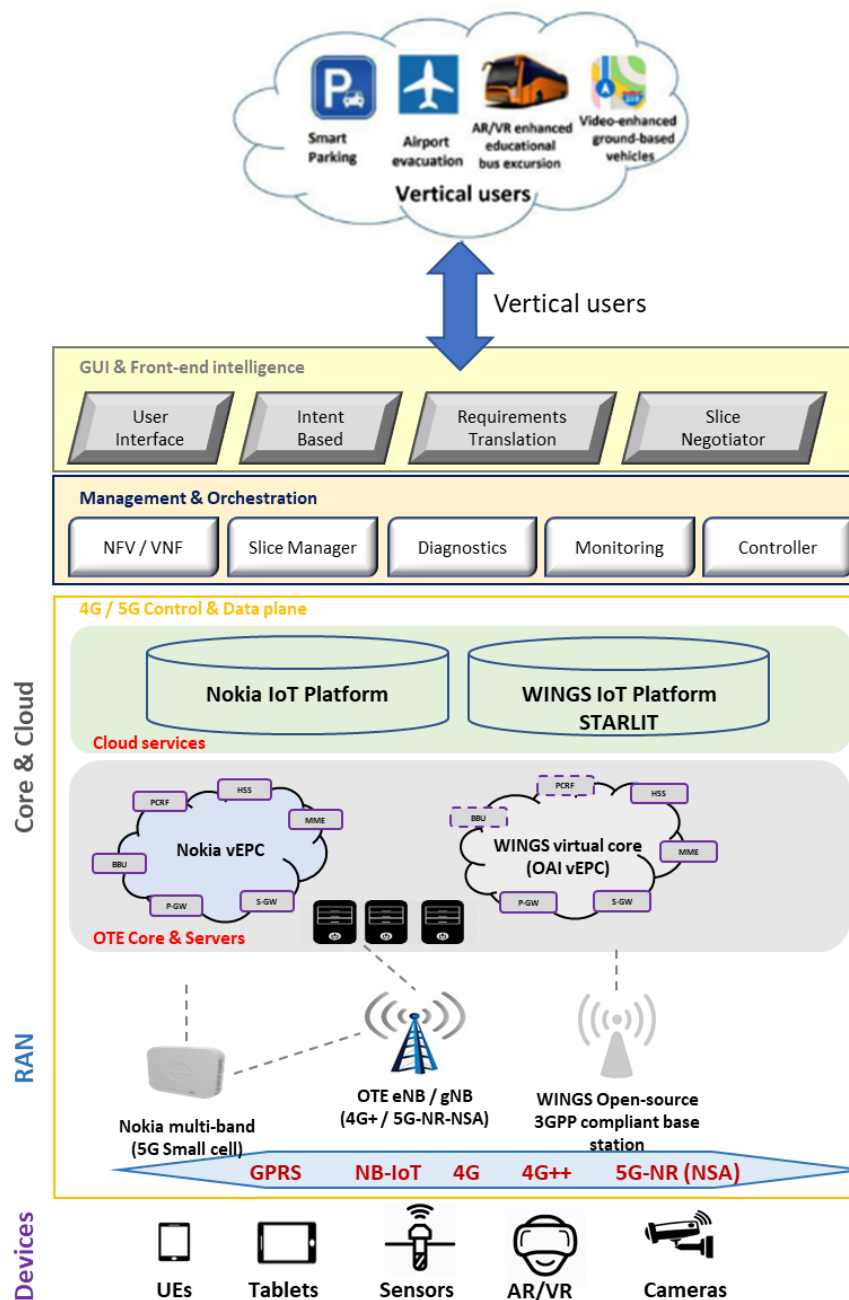 P
Smart
Parking
Airport
evacuation
AR/VR enhanced
educational
bus excursion
Video-enhanced
ground-based
vehicles
Vertical users
Vertical users
GUI & Front-end intelligence
User
Interface
Intent
Based
Requirements
Translation
Slice
Negotiator
Management & Orchestration
NFV / VNF
Slice Manager
Diagnostics
Monitoring
Controller
4G / 5G Control & Data plane
Core & Cloud
Nokia IoT Platform
WINGS IoT Platform
STARLIT
Cloud services
HSS
PCRF
MME
Nokia vEPC
BBU
P-GW
S-GW
PCRF
HSS
BBU
WINGS virtual core
(OAI vEPC)
MME
P-GW
S-GW
OTE Core & Servers
RAN
Nokia multi-band
(5G Small cell)
OTE eNB / gNB
(4G+ / 5G-NR-NSA)
WINGS Open-source
3GPP compliant base
station
GPRS NB-IoT 4G 4G++ 5G-NR (NSA)
Devices
UEs Tablets Sensors AR/VR Cameras